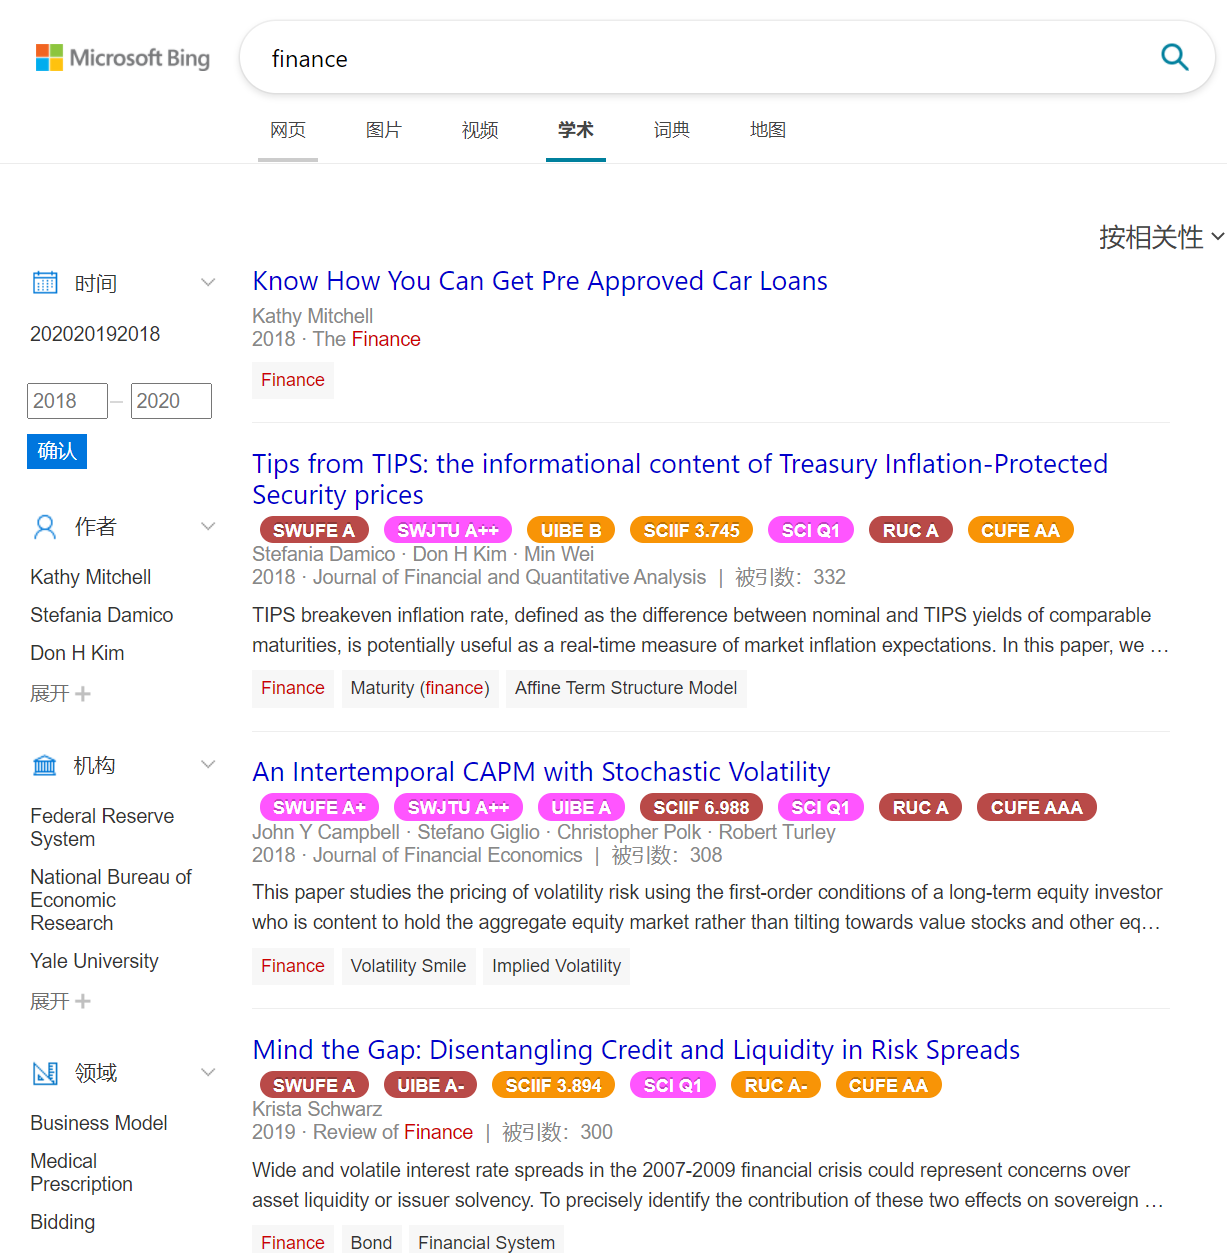 Microsoft Bing
finance
网页 图片 视频 学术 词典 地图
按相关性
时间
202020192018
2018 – 2020
确认
作者
Kathy Mitchell
Stefania Damico
Don H Kim
展开 +
机构
Federal Reserve
System
National Bureau of
Economic
Research
Yale University
展开 +
领域
Business Model
Medical
Prescription
Bidding
Know How You Can Get Pre Approved Car Loans
Kathy Mitchell
2018 · The Finance
Finance
Tips from TIPS: the informational content of Treasury Inflation-Protected
Security prices
SWUFE A SWJTU A++ UIBE B SCIIF 3.745 SCI Q1 RUC A CUFE AA
Stefania Damico · Don H Kim · Min Wei
2018 · Journal of Financial and Quantitative Analysis | 被引数：332
TIPS breakeven inflation rate, defined as the difference between nominal and TIPS yields of comparable
maturities, is potentially useful as a real-time measure of market inflation expectations. In this paper, we …
Finance Maturity (finance) Affine Term Structure Model
An Intertemporal CAPM with Stochastic Volatility
SWUFE A+ SWJTU A++ UIBE A SCIIF 6.988 SCI Q1 RUC A CUFE AAA
John Y Campbell · Stefano Giglio · Christopher Polk · Robert Turley
2018 · Journal of Financial Economics | 被引数：308
This paper studies the pricing of volatility risk using the first-order conditions of a long-term equity investor
who is content to hold the aggregate equity market rather than tilting towards value stocks and other eq…
Finance Volatility Smile Implied Volatility
Mind the Gap: Disentangling Credit and Liquidity in Risk Spreads
SWUFE A UIBE A- SCIIF 3.894 SCI Q1 RUC A- CUFE AA
Krista Schwarz
2019 · Review of Finance | 被引数：300
Wide and volatile interest rate spreads in the 2007-2009 financial crisis could represent concerns over
asset liquidity or issuer solvency. To precisely identify the contribution of these two effects on sovereign …
Finance Bond Financial System